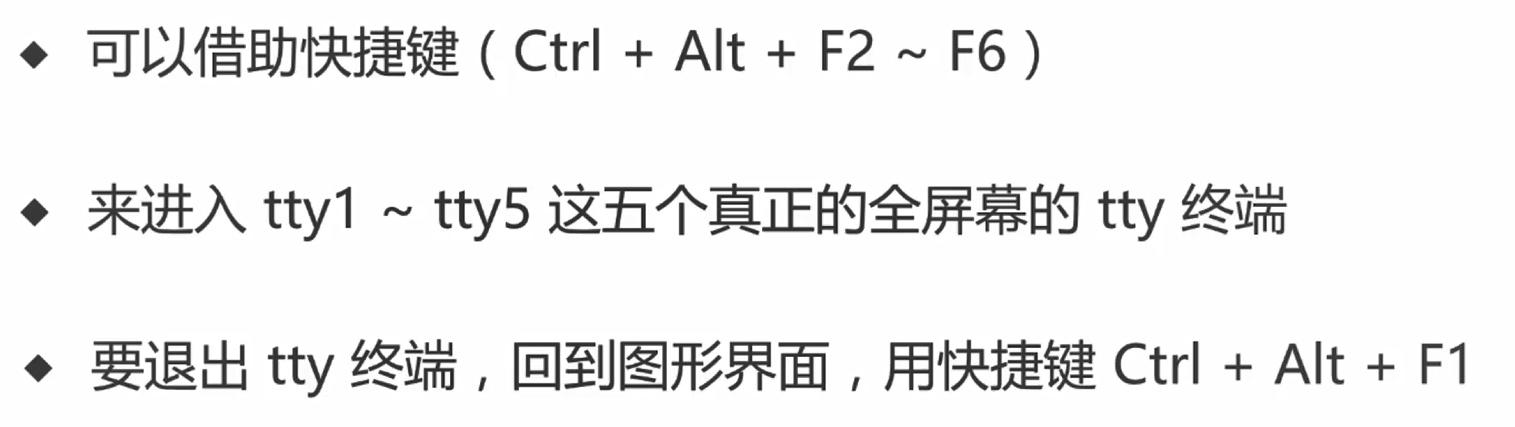 ◆ 可以借助快捷键（Ctrl + Alt + F2 ~ F6）
◆ 来进入 tty1 ~ tty5 这五个真正的全屏幕的 tty 终端
◆ 要退出 tty 终端，回到图形界面，用快捷键 Ctrl + Alt + F1